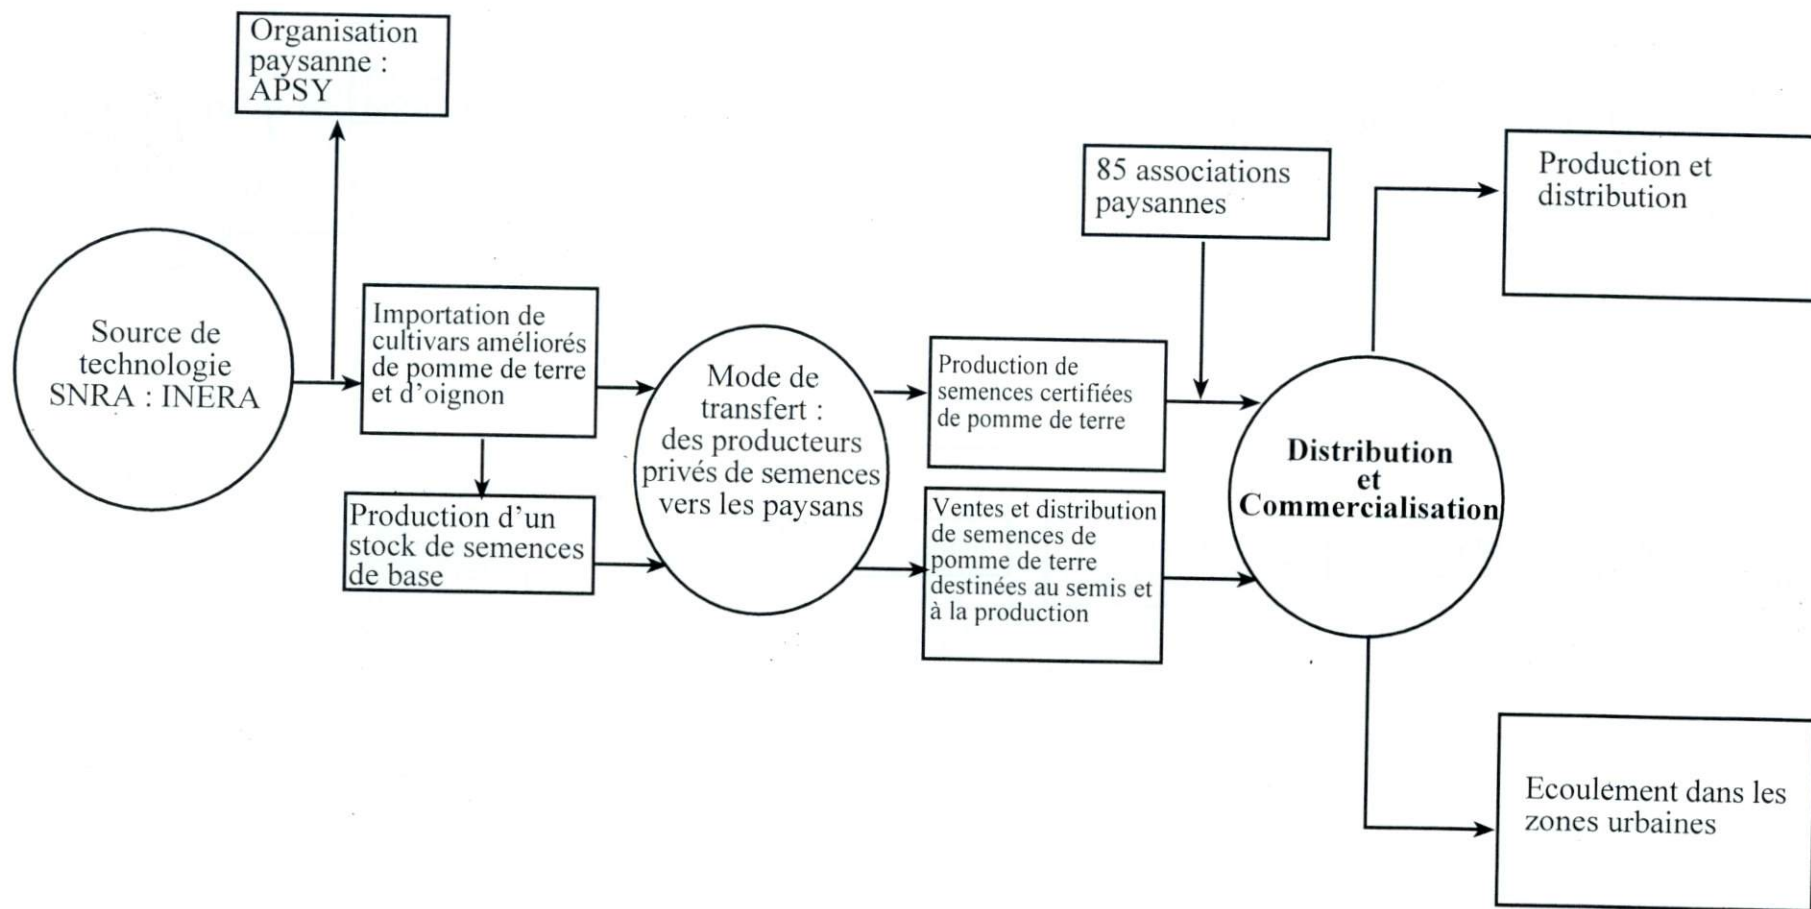 Organisation
paysanne :
APSY
Source de
technologie
SNRA : INERA
Importation de
cultivars améliorés
de pomme de terre
et d'oignon
Production d'un
stock de semences
de base
Mode de
transfert :
des producteurs
privés de semences
vers les paysans
85 associations
paysannes
Production de
semences certifiées
de pomme de terre
Ventes et distribution
de semences de
pomme de terre
destinées au semis et
à la production
Distribution
et
Commercialisation
Production et
distribution
Ecoulement dans les
zones urbaines